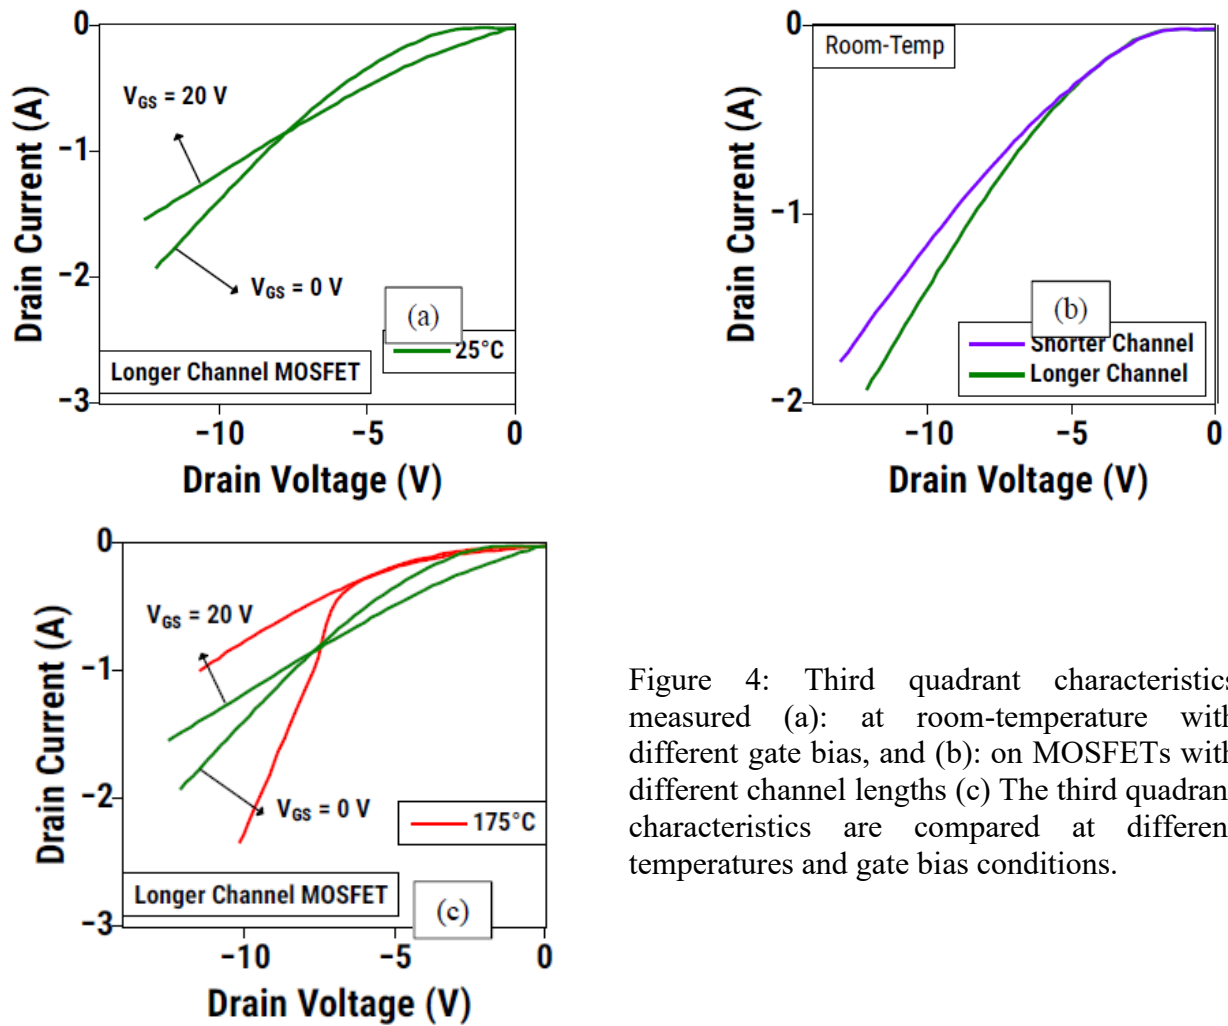 0
−1
−2
−3
Drain Current (A)
VGS = 20 V
VGS = 0 V
(a)
25°C
Longer Channel MOSFET
−10
−5
0
Drain Voltage (V)
0
−1
−2
Drain Current (A)
Room-Temp
(b)
Shorter Channel
Longer Channel
−10
−5
0
Drain Voltage (V)
0
−1
−2
−3
Drain Current (A)
VGS = 20 V
VGS = 0 V
175°C
Longer Channel MOSFET
(c)
−10
−5
0
Drain Voltage (V)
Figure 4: Third quadrant characteristics
measured (a): at room-temperature with
different gate bias, and (b): on MOSFETs with
different channel lengths (c) The third quadrant
characteristics are compared at different
temperatures and gate bias conditions.